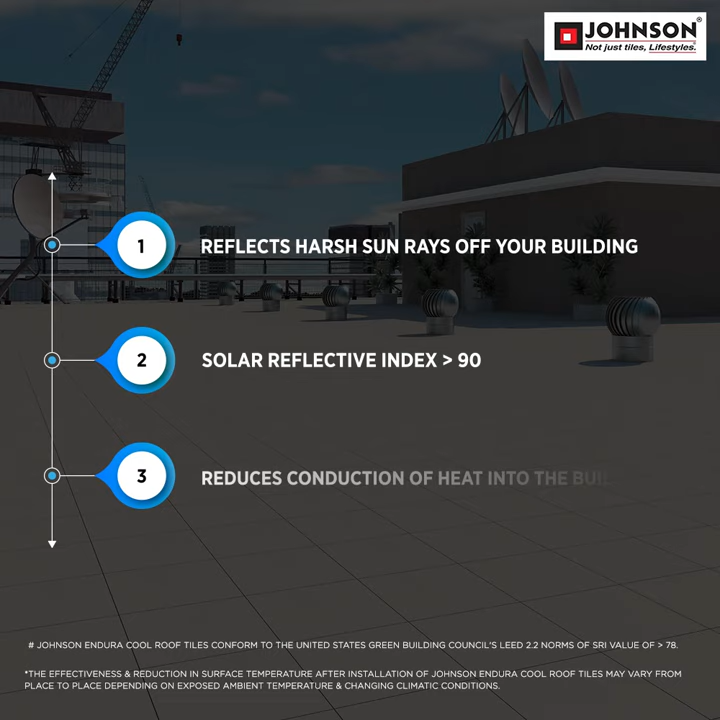 JOHNSON®
Not just tiles, Lifestyles.
1
REFLECTS HARSH SUN RAYS OFF YOUR BUILDING
2
SOLAR REFLECTIVE INDEX > 90
3
REDUCES CONDUCTION OF HEAT INTO THE
# JOHNSON ENDURA COOL ROOF TILES CONFORM TO THE UNITED STATES GREEN BUILDING COUNCIL'S LEED 2.2 NORMS OF SRI VALUE OF > 78.
*THE EFFECTIVENESS & REDUCTION IN SURFACE TEMPERATURE AFTER INSTALLATION OF JOHNSON ENDURA COOL ROOF TILES MAY VARY FROM
PLACE TO PLACE DEPENDING ON EXPOSED AMBIENT TEMPERATURE & CHANGING CLIMATIC CONDITIONS.